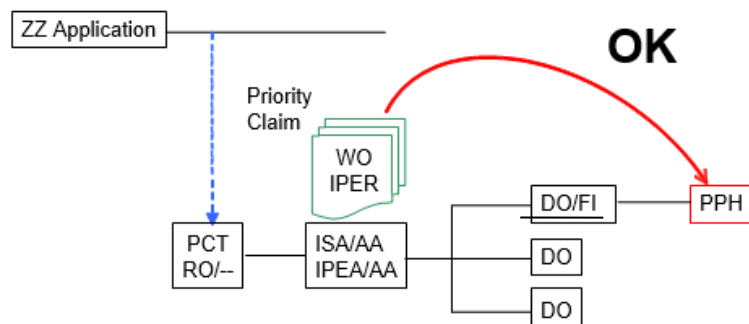 ZZ Application
OK
Priority
Claim
WO
IPER
DO/FI
PPH
PCT
RO/--
ISA/AA
IPEA/AA
DO
DO